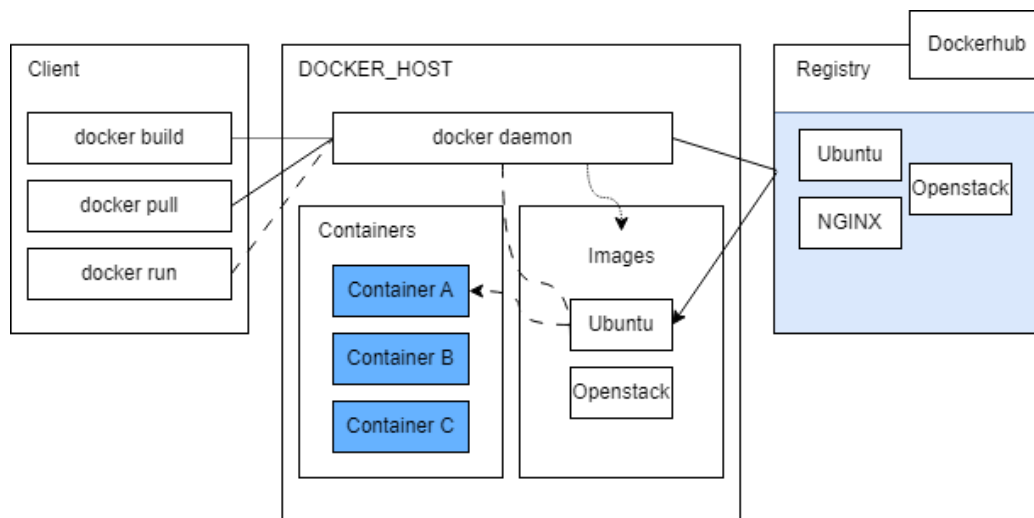 Client
docker build
docker pull
docker run
DOCKER_HOST
docker daemon
Containers
Container A
Container B
Container C
Images
Ubuntu
Openstack
Registry
Dockerhub
Ubuntu
Openstack
NGINX